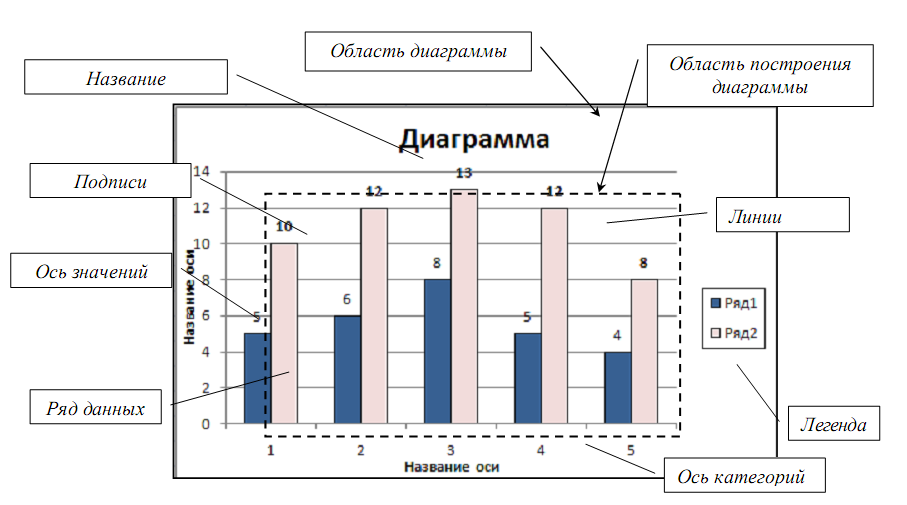 Область диаграммы
Название
Область построения
диаграммы
Диаграмма
Подписи
Линии
Ось значений
Ряд данных
Название оси
14
12
10
8
6
4
2
0
5
10
6
12
8
13
5
12
4
8
1 2 3 4 5
Название оси
Ряд1
Ряд2
Легенда
Ось категорий